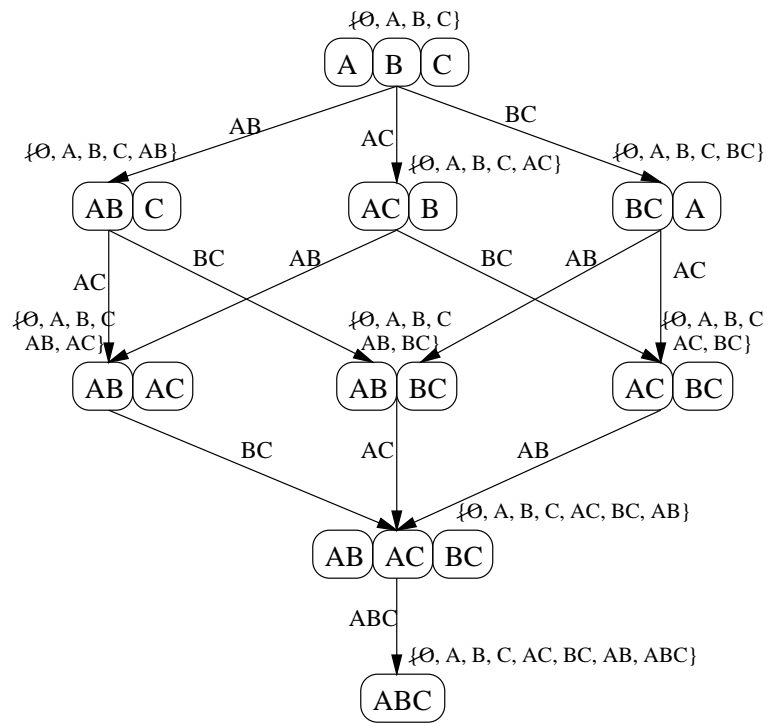 {Ø, A, B, C}
A B C
AB AC BC
{Ø, A, B, C, AB} {Ø, A, B, C, AC} {Ø, A, B, C, BC}
AB C AC B BC A
AC BC AB BC AB AC
{Ø, A, B, C {Ø, A, B, C {Ø, A, B, C
AB, AC} AB, BC} AC, BC}
AB AC AB BC AC BC
BC AC AB
{Ø, A, B, C, AC, BC, AB}
AB AC BC
ABC
{Ø, A, B, C, AC, BC, AB, ABC}
ABC